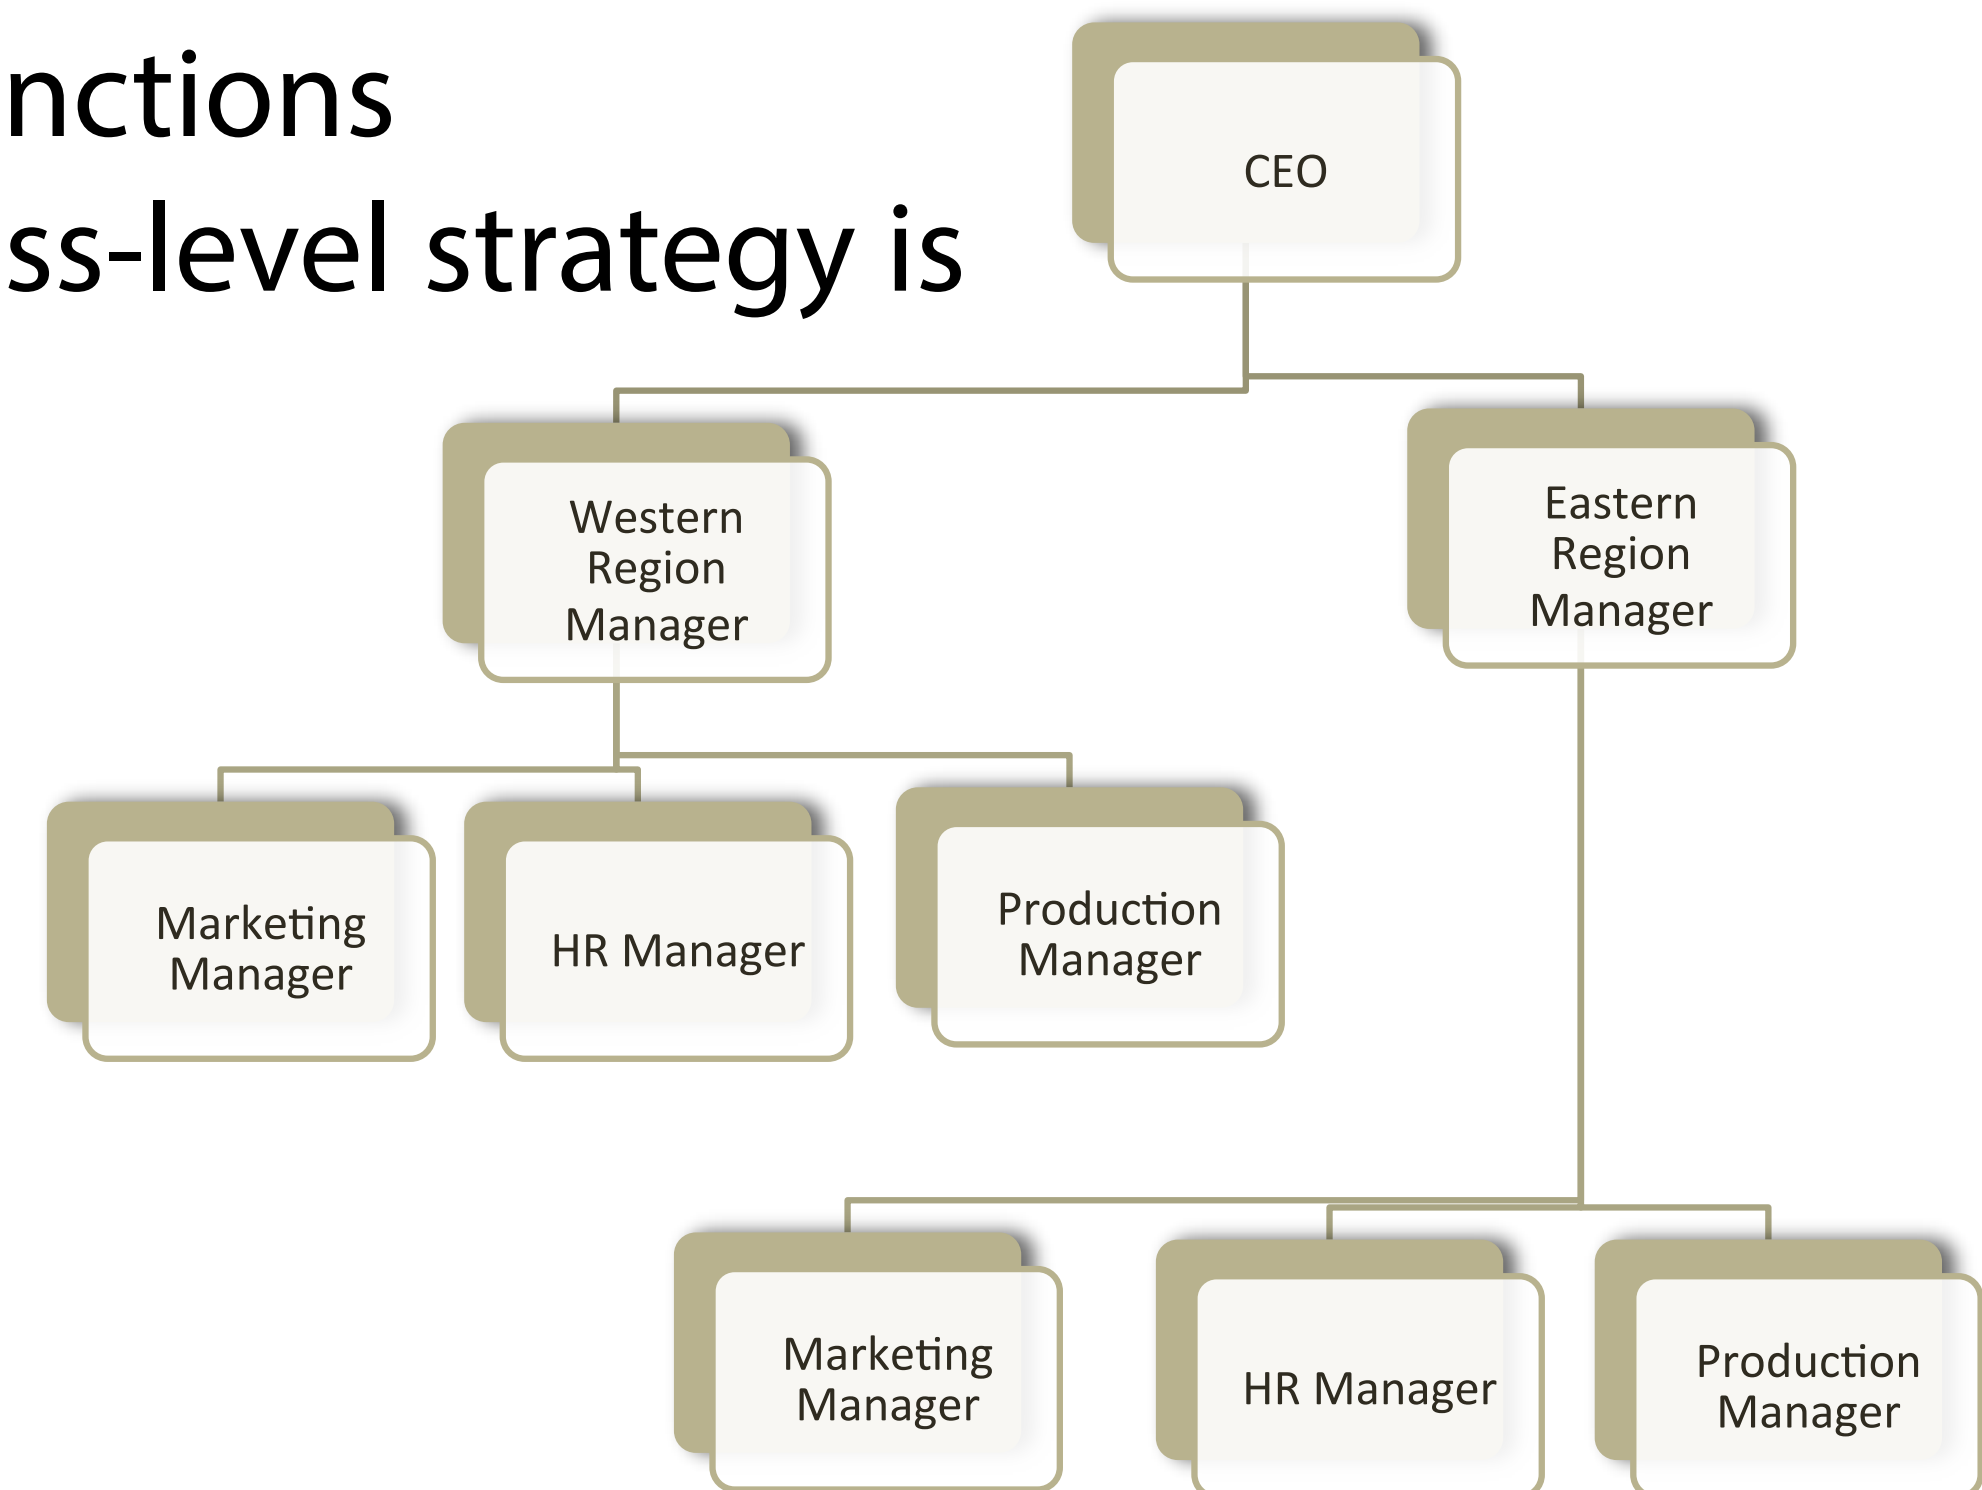 nctions
ss-level strategy is
CEO
Western
Region
Manager
Eastern
Region
Manager
Marketing
Manager
HR Manager
Production
Manager
Marketing
Manager
HR Manager
Production
Manager